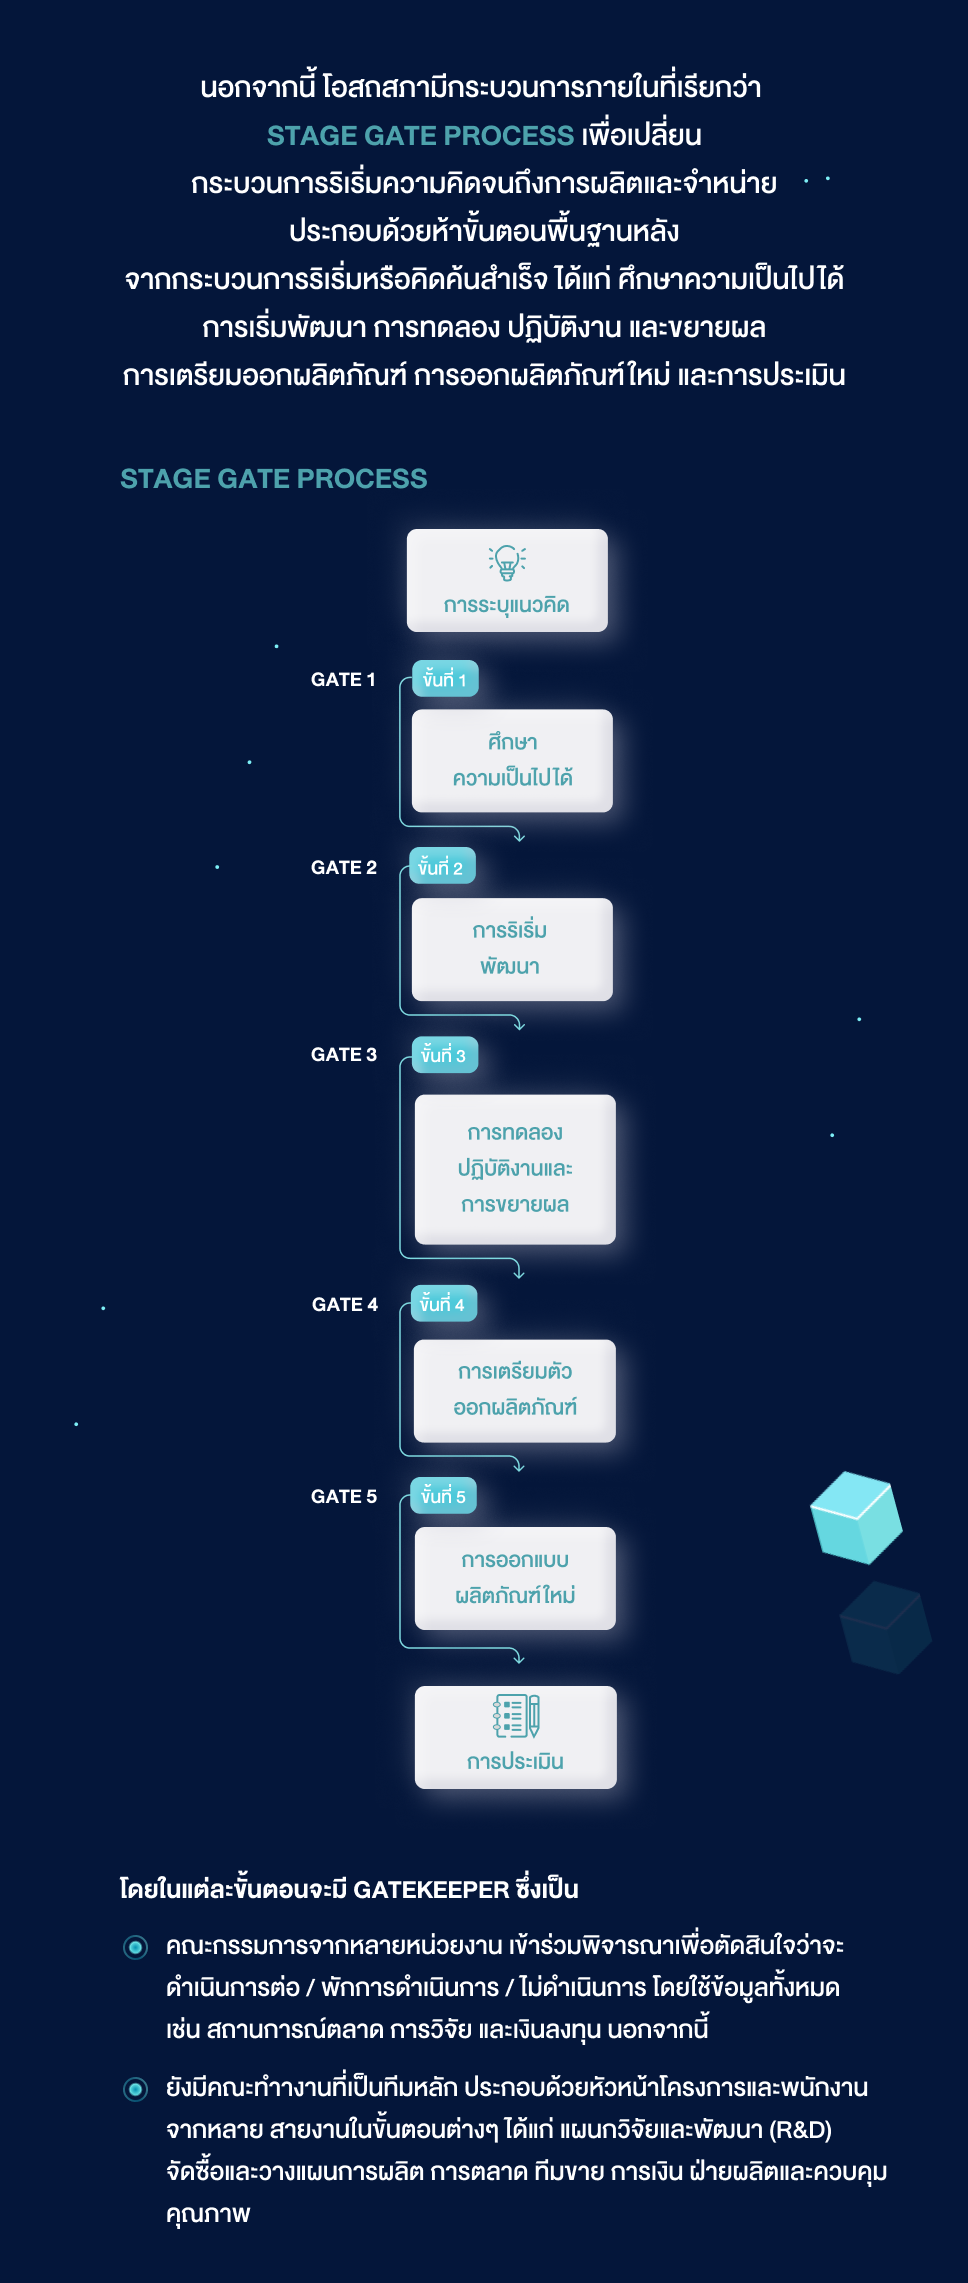 นอกจากนี้ โอสถสภามีกระบวนการภายในที่เรียกว่า
STAGE GATE PROCESS เพื่อเปลี่ยน
กระบวนการริเริ่มความคิดจนถึงการผลิตและจำหน่าย
ประกอบด้วยห้าขั้นตอนพื้นฐานหลัง
จากกระบวนการริเริ่มหรือคิดค้นสำเร็จ ได้แก่ ศึกษาความเป็นไปได้
การเริ่มพัฒนา การทดลอง ปฏิบัติงาน และขยายผล
การเตรียมออกผลิตภัณฑ์ การออกผลิตภัณฑ์ใหม่ และการประเมิน
STAGE GATE PROCESS
การระบุแนวคิด
GATE 1 ขั้นที่ 1
ศึกษา
ความเป็นไปได้
GATE 2 ขั้นที่ 2
การริเริ่ม
พัฒนา
GATE 3 ขั้นที่ 3
การทดลอง
ปฏิบัติงานและ
การขยายผล
GATE 4 ขั้นที่ 4
การเตรียมตัว
ออกผลิตภัณฑ์
GATE 5 ขั้นที่ 5
การออกแบบ
ผลิตภัณฑ์ใหม่
การประเมิน
โดยในแต่ละขั้นตอนจะมี GATEKEEPER ซึ่งเป็น
คณะกรรมการจากหลายหน่วยงาน เข้าร่วมพิจารณาเพื่อตัดสินใจว่าจะ
ดำเนินการต่อ / พักการดำเนินการ / ไม่ดำเนินการ โดยใช้ข้อมูลทั้งหมด
เช่น สถานการณ์ตลาด การวิจัย และเงินลงทุน นอกจากนี้
ยังมีคณะทำางานที่เป็นทีมหลัก ประกอบด้วยหัวหน้าโครงการและพนักงาน
จากหลาย สายงานในขั้นตอนต่างๆ ได้แก่ แผนกวิจัยและพัฒนา (R&D)
จัดซื้อและวางแผนการผลิต การตลาด ทีมขาย การเงิน ฝ่ายผลิตและควบคุม
คุณภาพ